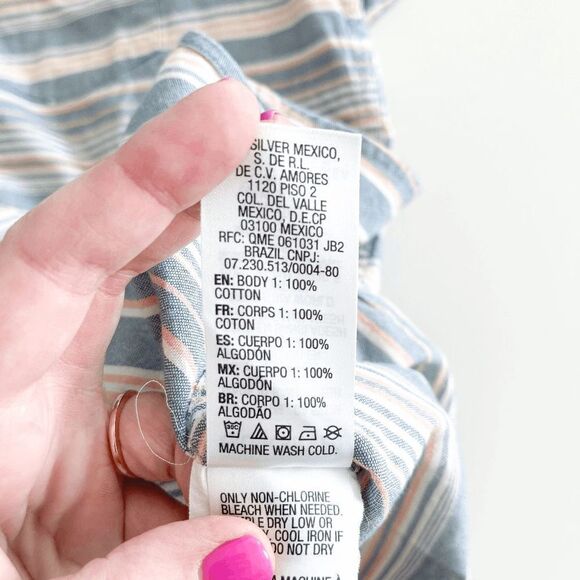 SILVER MEXICO,
S. DE R.L.
DE C.V. AMORES
1120 PISO 2
COL. DEL VALLE
MEXICO, D.E.CP
03100 MEXICO
RFC: QME 061031 JB2
BRAZIL CNPJ:
07.230.513/0004-80
EN: BODY 1: 100%
COTTON
FR: CORPS 1: 100%
COTON
ES: CUERPO 1: 100%
ALGODÓN
MX: CUERPO 1: 100%
ALGODÓN
BR: CORPO 1: 100%
ALGODÃO
30C
MACHINE WASH COLD.
ONLY NON-CHLORINE
BLEACH WHEN NEEDED.
DRY LOW OR
COOL IRON IF
DO NOT DRY
MACHINE À